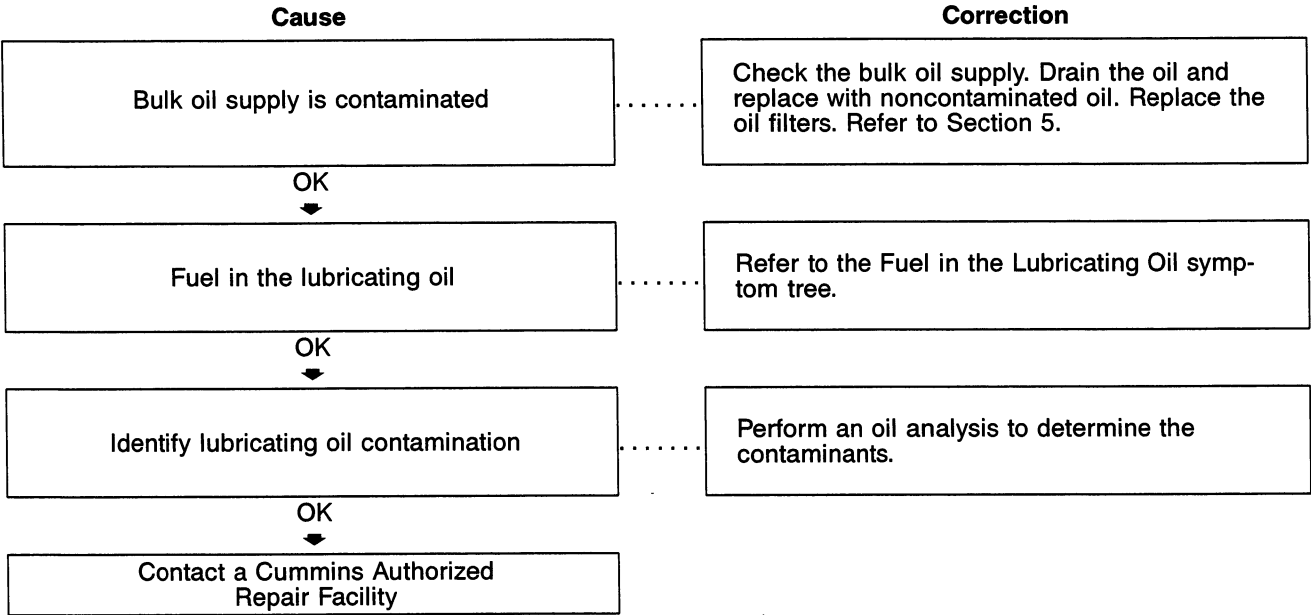 Cause
Correction
Bulk oil supply is contaminated
Check the bulk oil supply. Drain the oil and
replace with noncontaminated oil. Replace the
oil filters. Refer to Section 5.
OK
Fuel in the lubricating oil
Refer to the Fuel in the Lubricating Oil symp-
tom tree.
OK
Identify lubricating oil contamination
Perform an oil analysis to determine the
contaminants.
OK
Contact a Cummins Authorized
Repair Facility